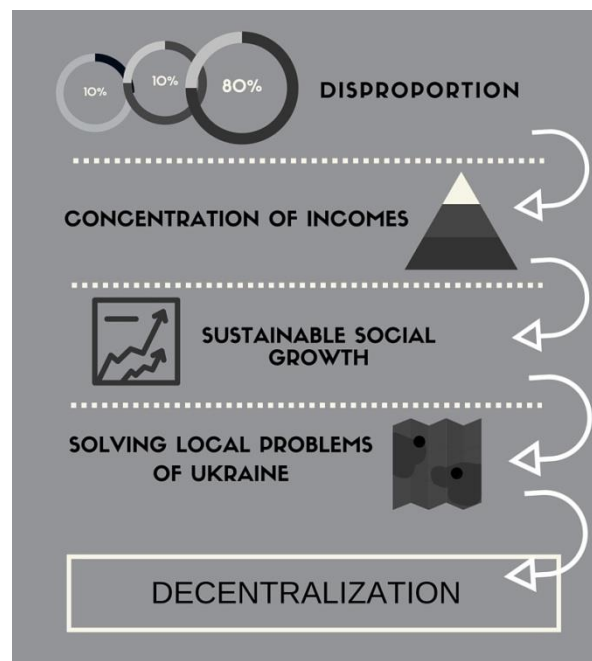 10%
10%
80%
DISPROPORTION
CONCENTRATION OF INCOMES
SUSTAINABLE SOCIAL
GROWTH
SOLVING LOCAL PROBLEMS
OF UKRAINE
DECENTRALIZATION